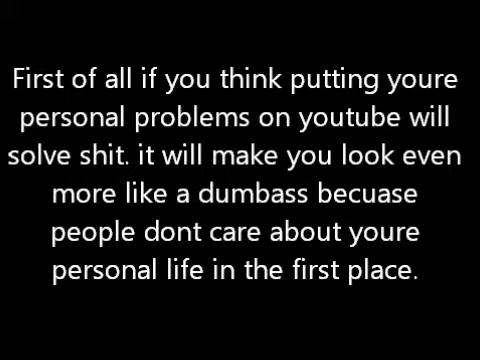 First of all if you think putting youre
personal problems on youtube will
solve shit. it will make you look even
more like a dumbass becuase
people dont care about youre
personal life in the first place.